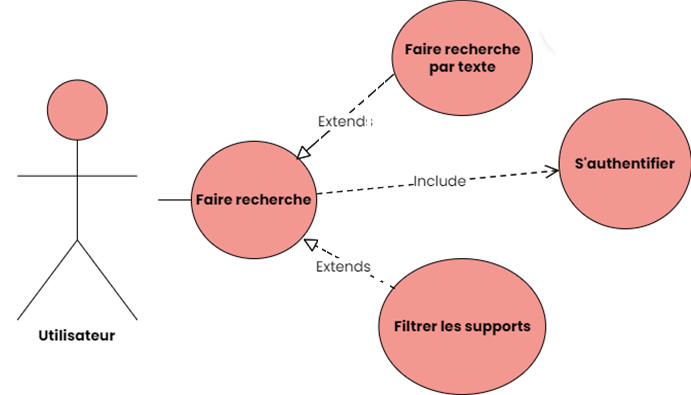 Faire recherche
par texte
Extends
S'authentifier
Include
Faire recherche
Extends
Filtrer les supports
Utilisateur